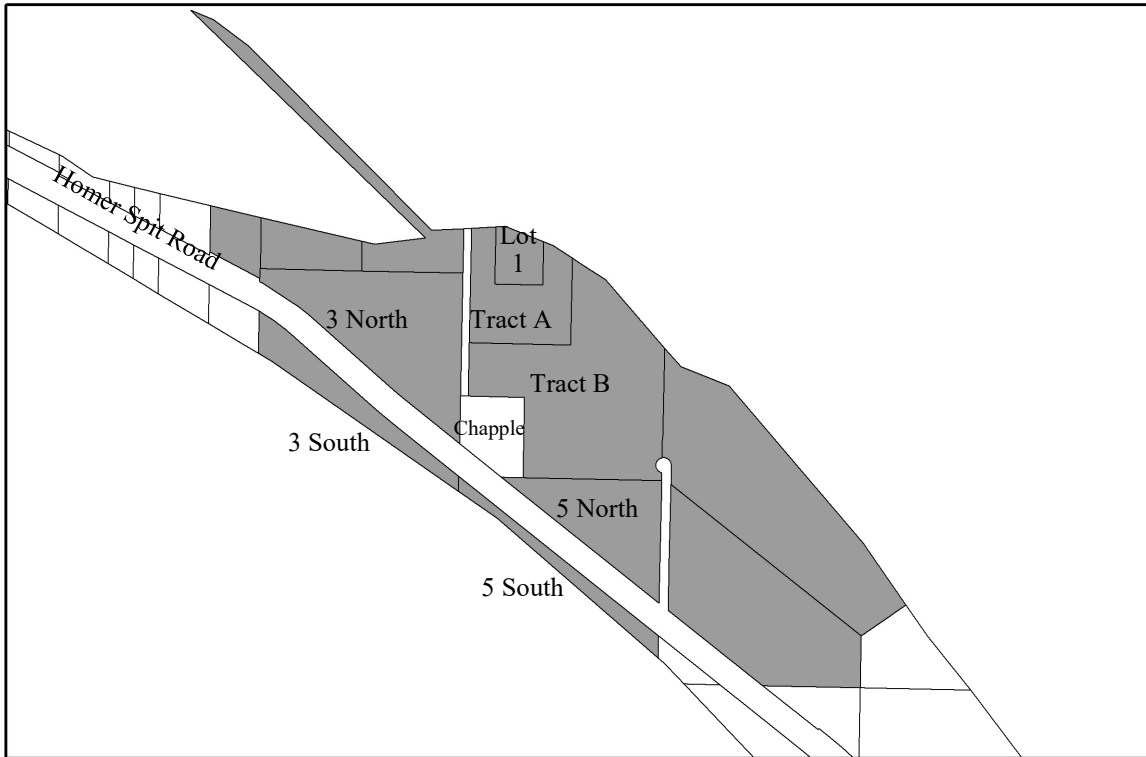 Homer Spit Road
Lot
1
3 North
Tract A
Tract B
Chapple
3 South
5 North
5 South